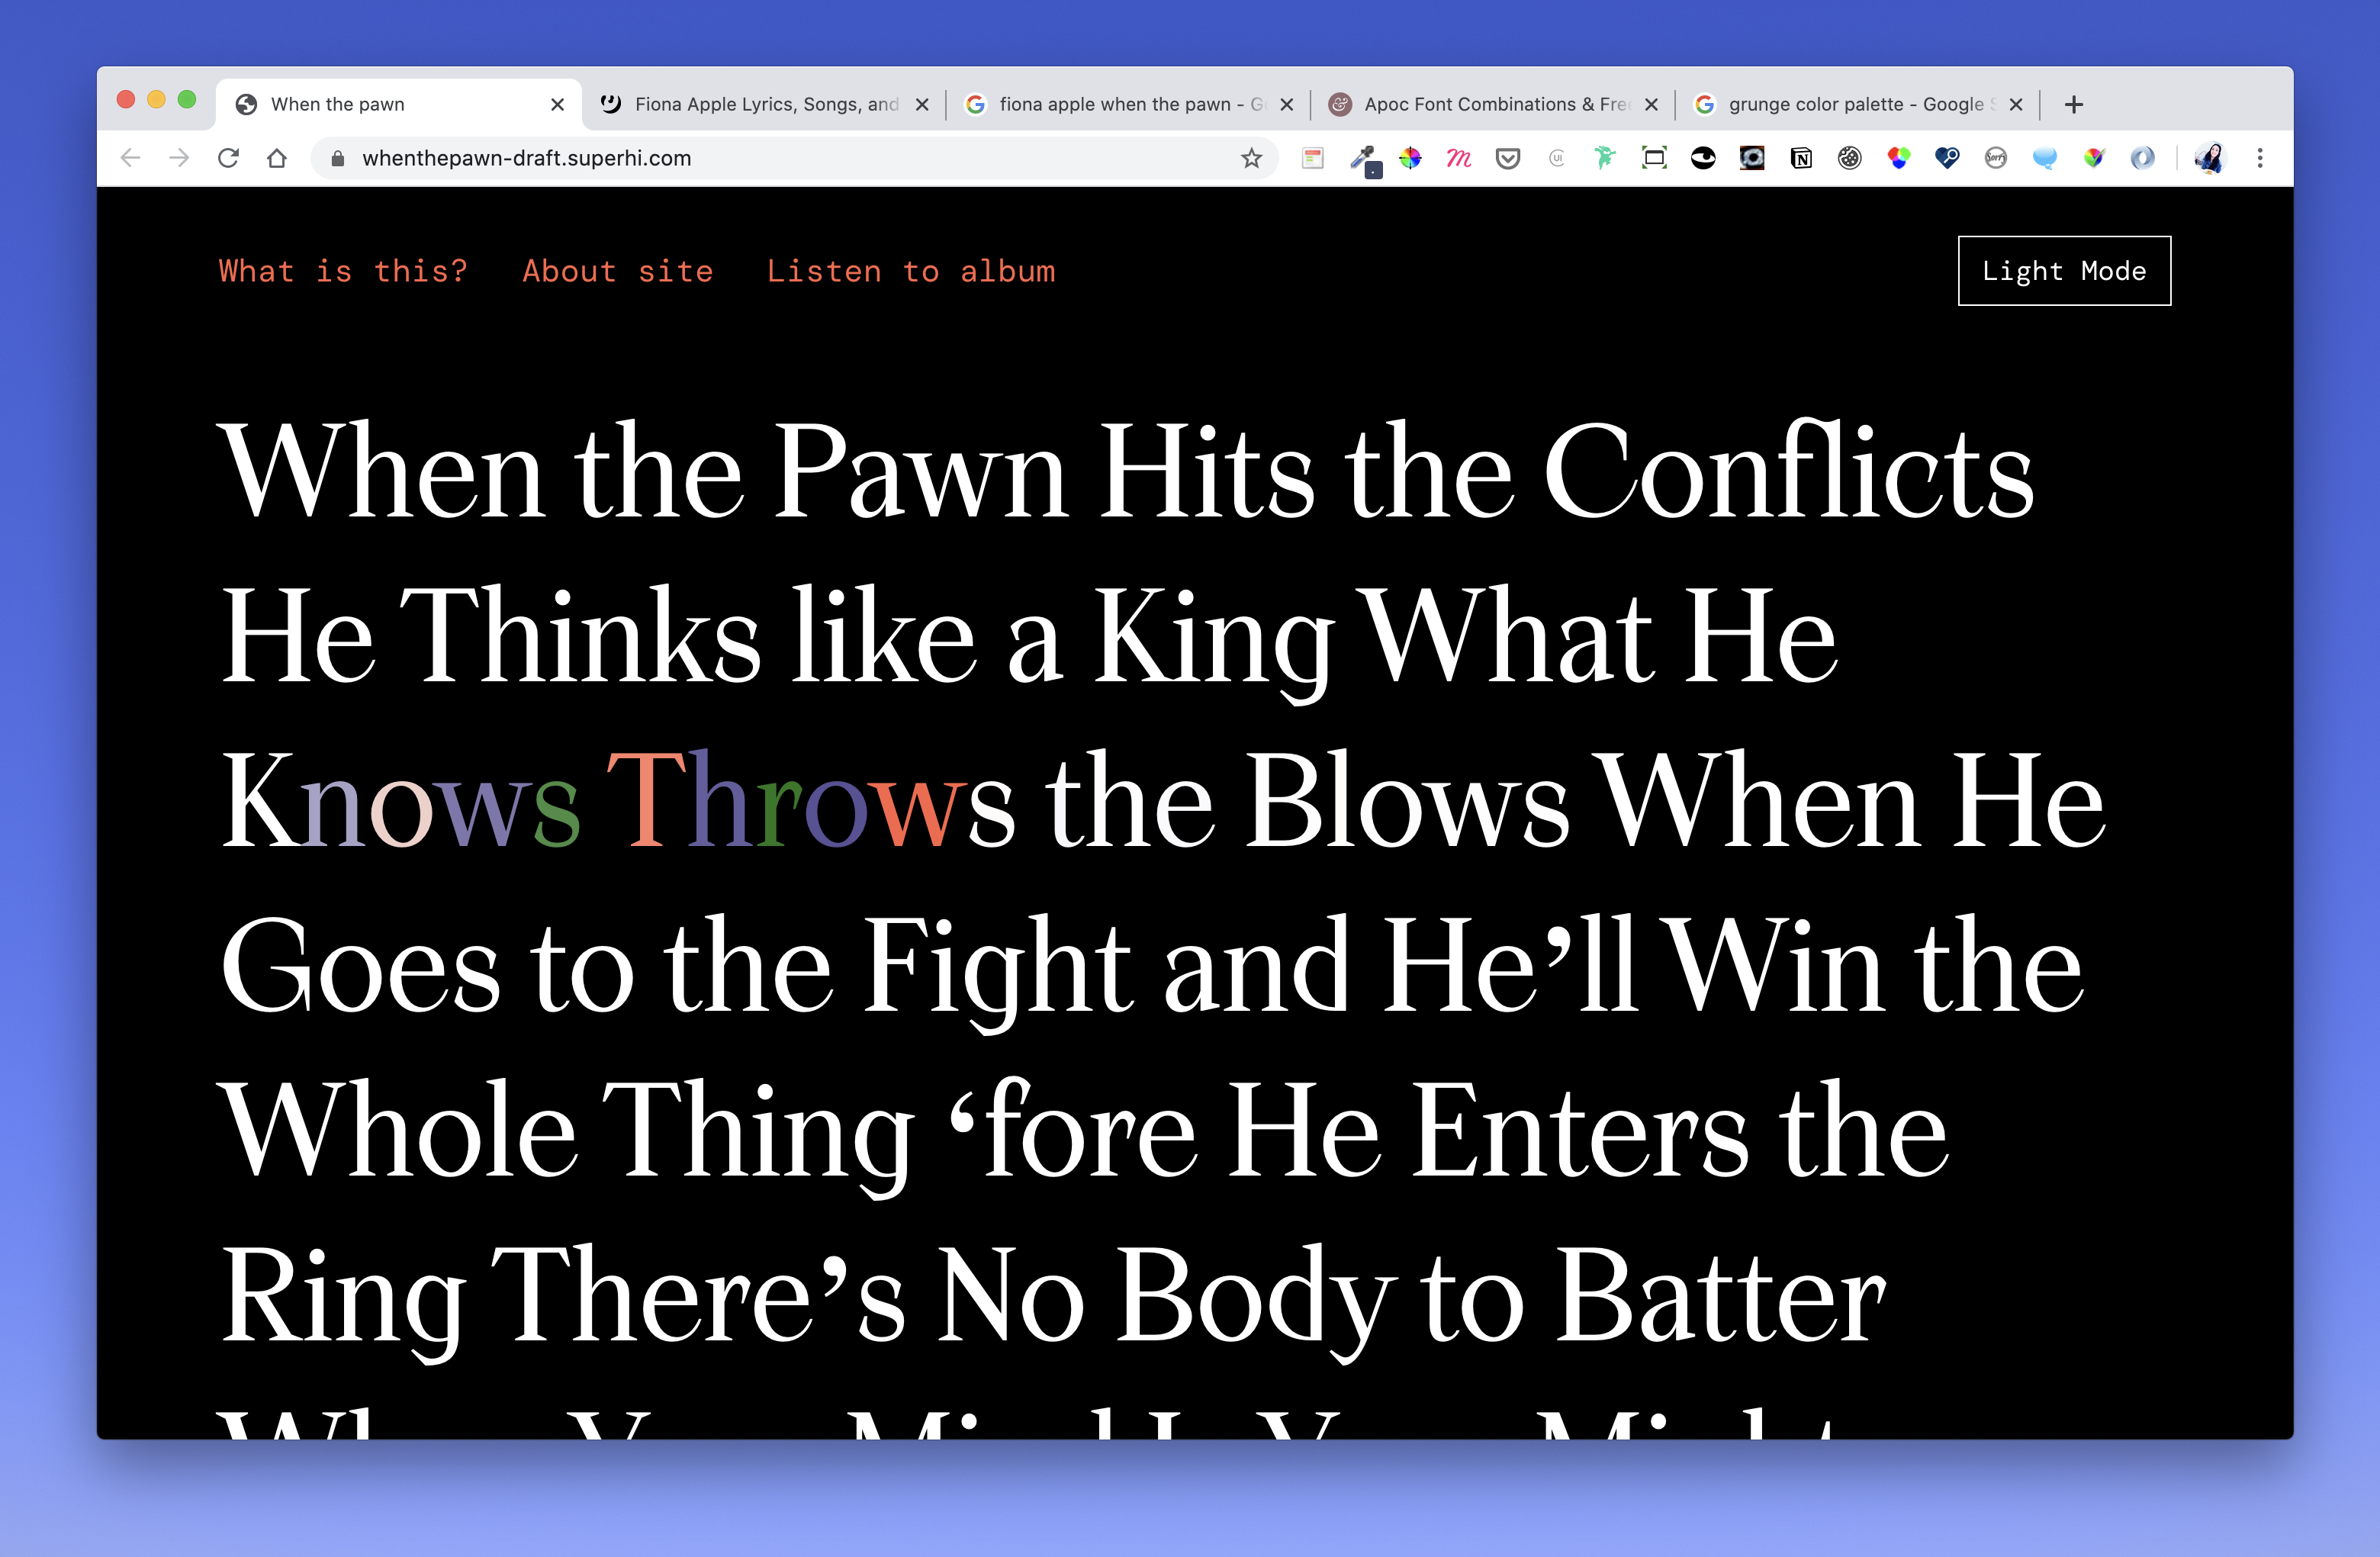 When the pawn
Fiona Apple Lyrics, Songs, and
fiona apple when the pawn - G
Apoc Font Combinations & Fre
grunge color palette - Google S
whenthepawn-draft.superhi.com
What is this? About site Listen to album
Light Mode
When the Pawn Hits the Conflicts
He Thinks like a King What He
Knows Throws the Blows When He
Goes to the Fight and He’ll Win the
Whole Thing ‘fore He Enters the
Ring There’s No Body to Batter